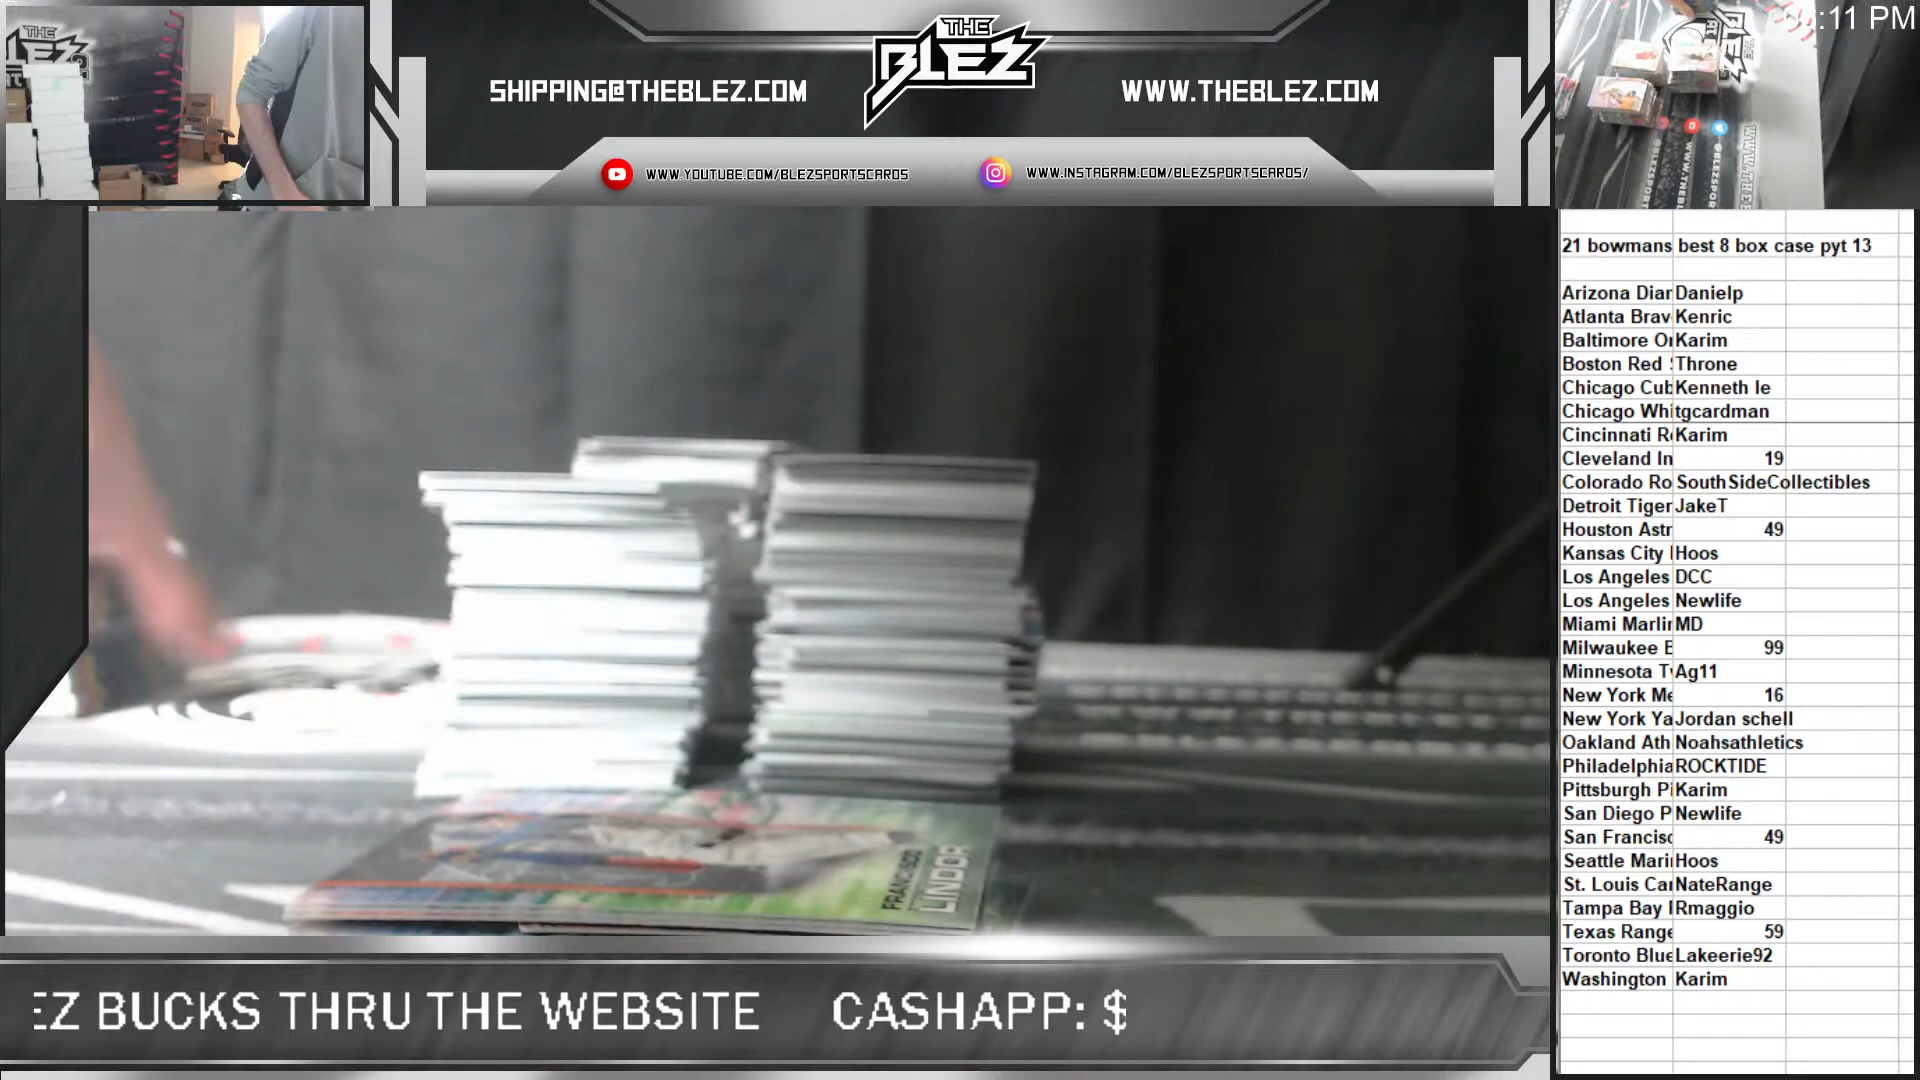 THE
BLEZ
SHIPPING@THEBLEZ.COM
WWW.THEBLEZ.COM
WWW.YOUTUBE.COM/BLEZSPORTSCARDS
WWW.INSTAGRAM.COM/BLEZSPORTSCARDS/
:11 PM
21 bowmans best 8 box case pyt 13
Arizona Diar Danielp
Atlanta Brav Kenric
Baltimore Or Karim
Boston Red Throne
Chicago Cub Kenneth le
Chicago Whi tgcardman
Cincinnati Re Karim
Cleveland In 19
Colorado Ro SouthSideCollectibles
Detroit Tiger JakeT
Houston Astr 49
Kansas City Hoos
Los Angeles DCC
Los Angeles Newlife
Miami Marlin MD
Milwaukee B 99
Minnesota Tw Ag11
New York Me 16
New York Ya Jordan schell
Oakland Ath Noahsathletics
Philadelphia ROCKTIDE
Pittsburgh Pi Karim
San Diego P Newlife
San Francisc 49
Seattle Mari Hoos
St. Louis Car NateRange
Tampa Bay Rmaggio
Texas Range 59
Toronto Blue Lakeerie92
Washington Karim
FRANCISCO
LINDOR
EZ BUCKS THRU THE WEBSITE CASHAPP: $